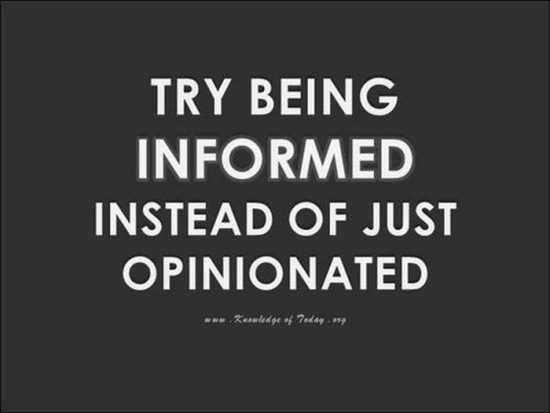 TRY BEING
INFORMED
INSTEAD OF JUST
OPINIONATED
www.Knowledge of Today.org